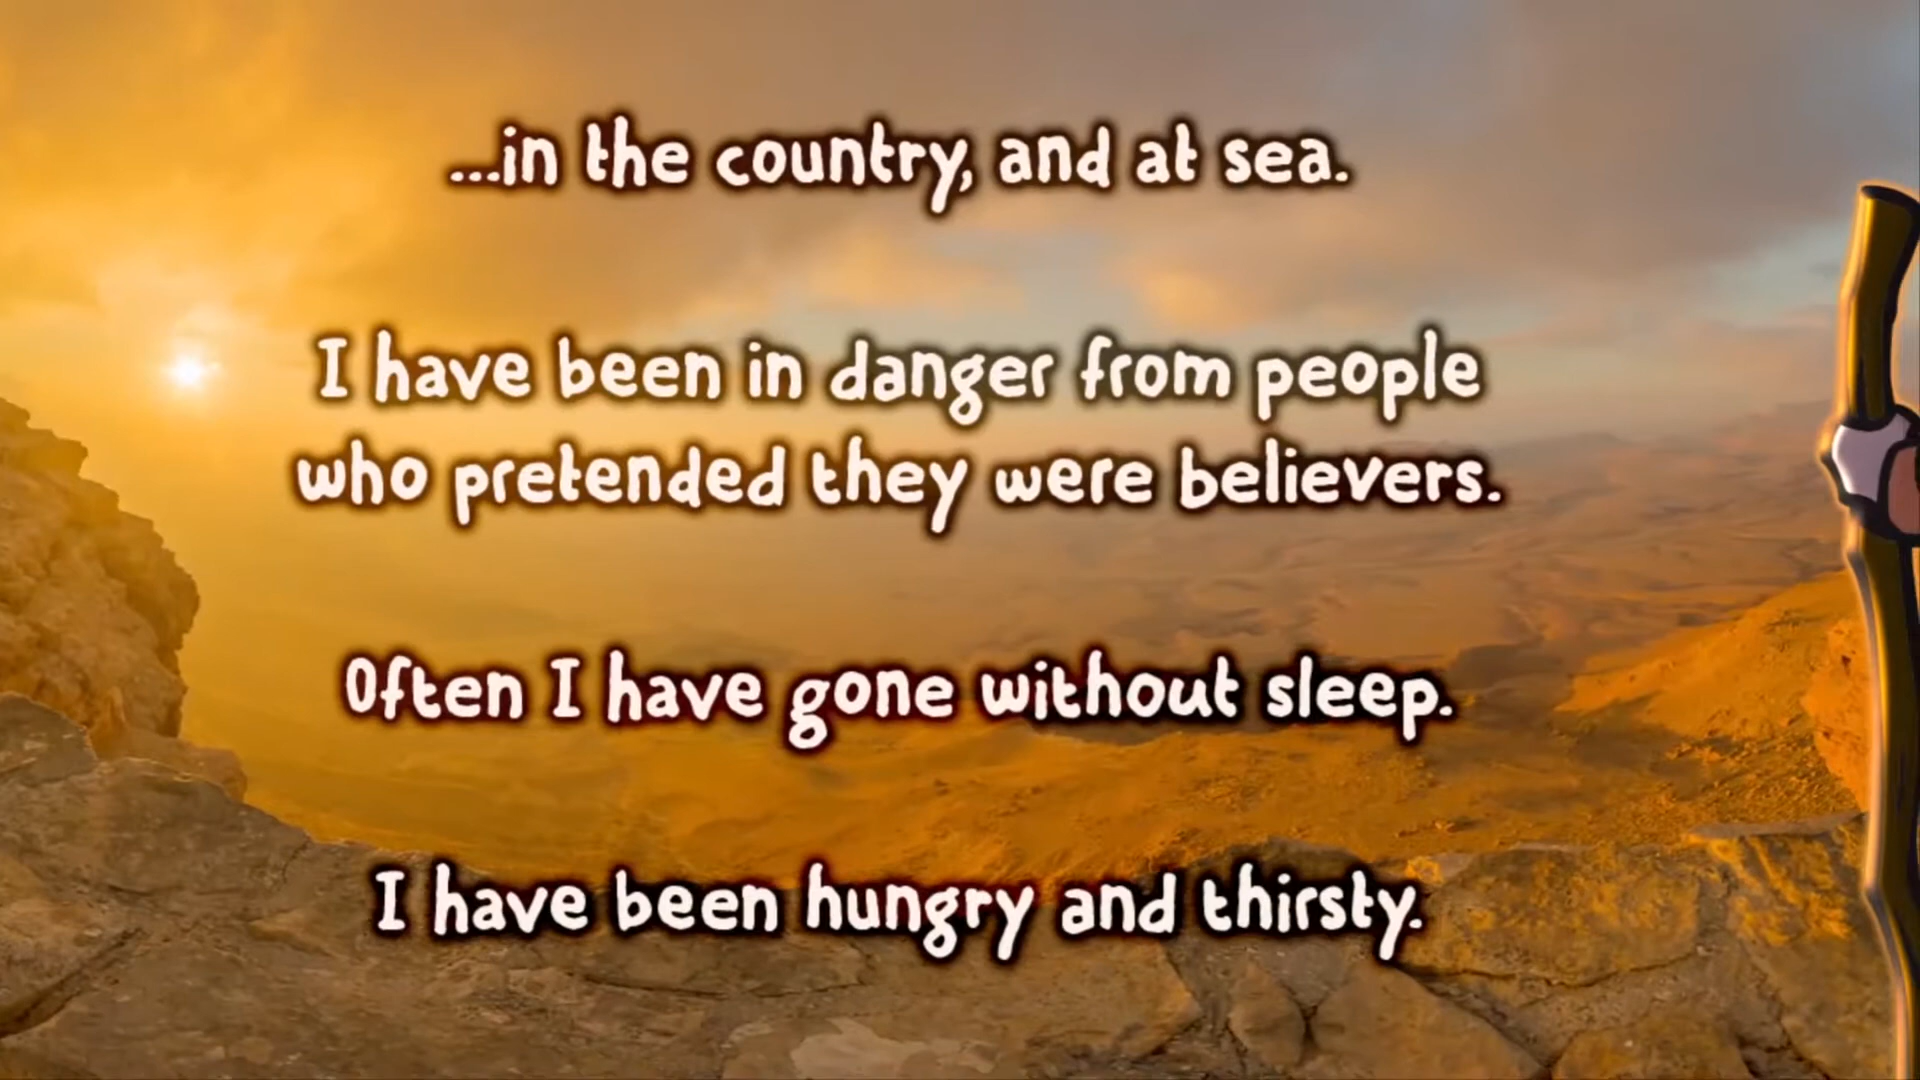 ...in the country, and at sea.
I have been in danger from people
who pretended they were believers.
Often I have gone without sleep.
I have been hungry and thirsty.